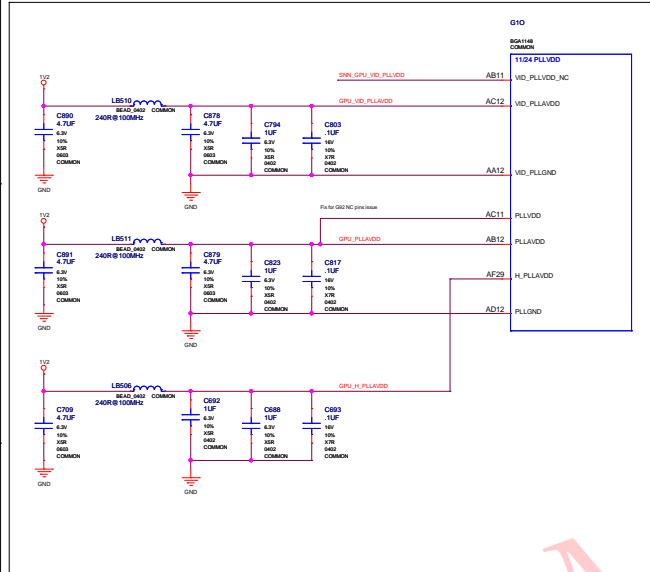 G1O
BGA1148
COMMON
11/24 PLLVDD
SNN_GPU_VID_PLLVDD
AB11
VID_PLLVDD_NC
1V2
LB510
BEAD_0402 COMMON
240R@100MHz
GPU_VID_PLLAVDD
AC12
VID_PLLAVDD
C890
4.7UF
6.3V
10%
X5R
0603
COMMON
C878
4.7UF
6.3V
10%
X5R
0603
COMMON
C794
1UF
6.3V
10%
X5R
0402
COMMON
C803
.1UF
16V
10%
X7R
0402
COMMON
AA12
VID_PLLGND
GND
GND
Fix for G92 NC pins issue
AC11
PLLVDD
1V2
LB511
BEAD_0402 COMMON
240R@100MHz
GPU_PLLAVDD
AB12
PLLAVDD
C891
4.7UF
6.3V
10%
X5R
0603
COMMON
C879
4.7UF
6.3V
10%
X5R
0603
COMMON
C823
1UF
6.3V
10%
X5R
0402
COMMON
C817
.1UF
16V
10%
X7R
0402
COMMON
AF29
H_PLLAVDD
AD12
PLLGND
GND
GND
1V2
LB506
BEAD_0402 COMMON
240R@100MHz
GPU_H_PLLAVDD
C709
4.7UF
6.3V
10%
X5R
0603
COMMON
C692
1UF
6.3V
10%
X5R
0402
COMMON
C688
1UF
6.3V
10%
X5R
0402
COMMON
C693
.1UF
16V
10%
X7R
0402
COMMON
GND
GND